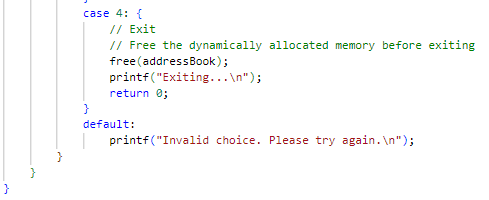 case 4: {
// Exit
// Free the dynamically allocated memory before exiting
free(addressBook);
printf("Exiting...\n");
return 0;
}
default:
printf("Invalid choice. Please try again.\n");
}
}
}